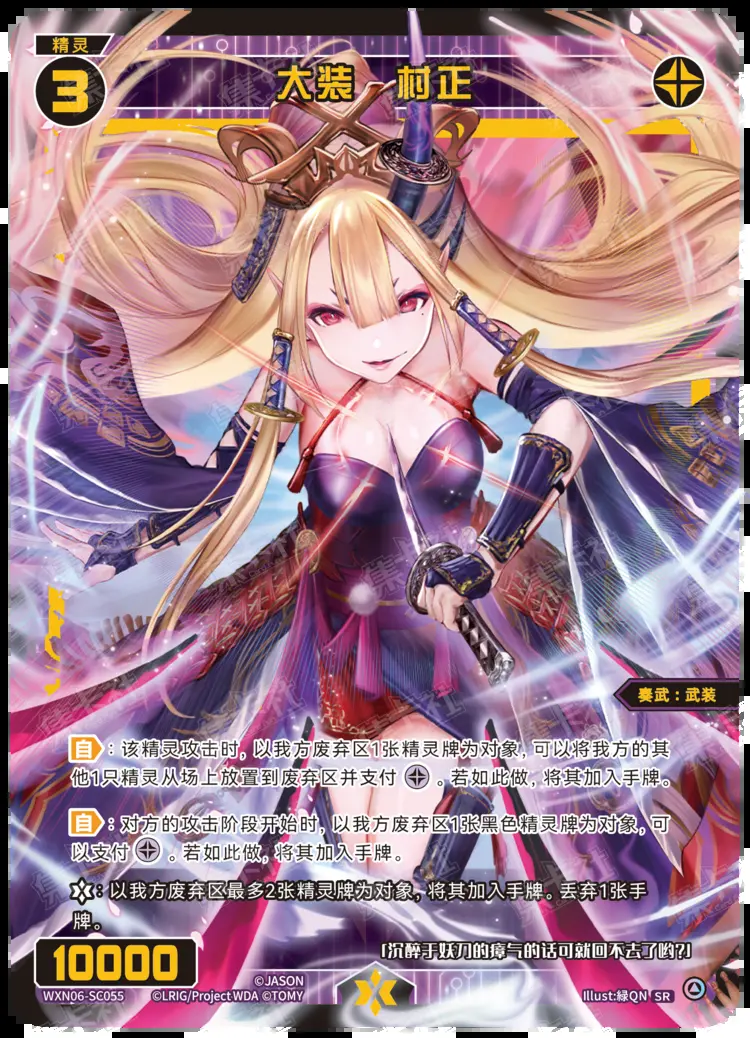 精灵
3
大装 村正
奏武：武装
自：该精灵攻击时，以我方废弃区1张精灵牌为对象，可以将我方的其
他1只精灵从场上放置到废弃区并支付 。若如此做，将其加入手牌。
自：对方的攻击阶段开始时，以我方废弃区1张黑色精灵牌为对象，可
以支付 。若如此做，将其加入手牌。
：以我方废弃区最多2张精灵牌为对象，将其加入手牌。丢弃1张手
牌。
「沉醉于妖刀的瘴气的话可就回不去了哟？」
10000
©JASON
WXN06-SC055 ©LRIG/Project WDA ©TOMY Illust:緑QN SR